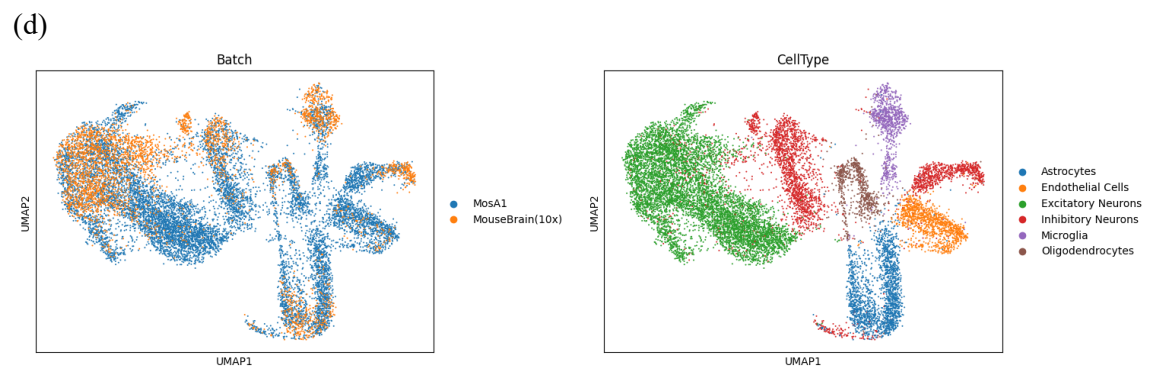 (d)
Batch
UMAP2
UMAP1
MosA1
MouseBrain(10x)
CellType
UMAP2
UMAP1
Astrocytes
Endothelial Cells
Excitatory Neurons
Inhibitory Neurons
Microglia
Oligodendrocytes